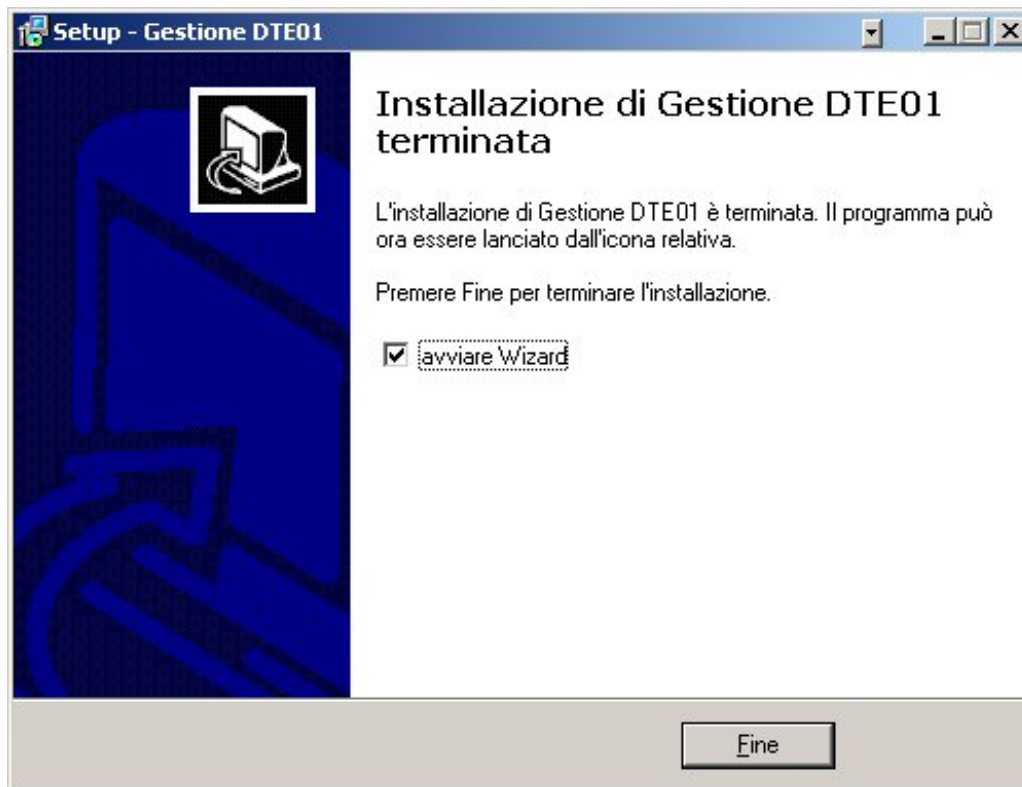 Setup - Gestione DTE01
Installazione di Gestione DTE01
terminata
L'installazione di Gestione DTE01 è terminata. Il programma può
ora essere lanciato dall'icona relativa.
Premere Fine per terminare l'installazione.
avviare Wizard
Fine